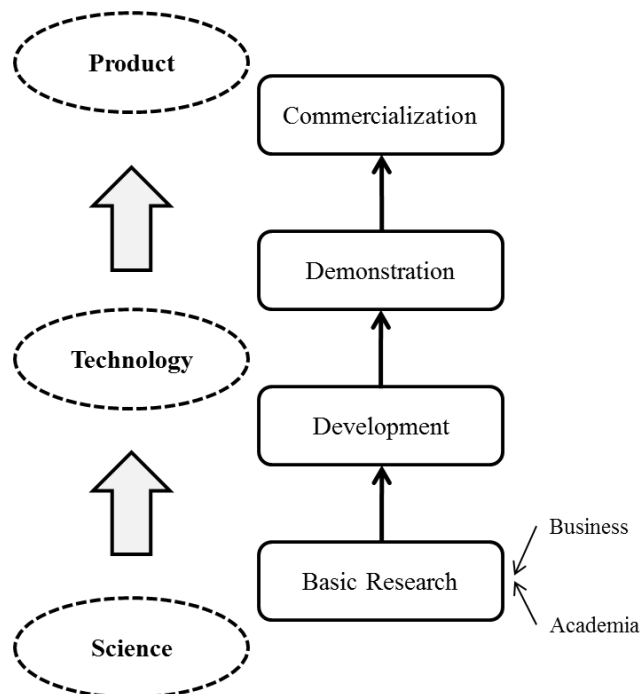 Product
Commercialization
Demonstration
Technology
Development
Business
Basic Research
Academia
Science